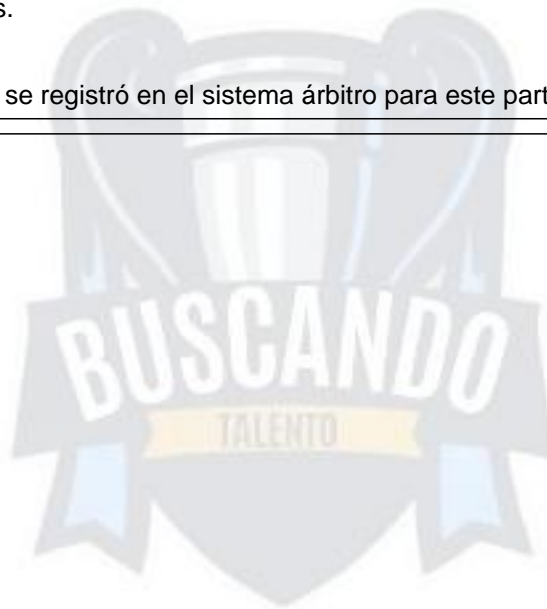 s.
se registró en el sistema árbitro para este part
BUSCANDO
TALENTO